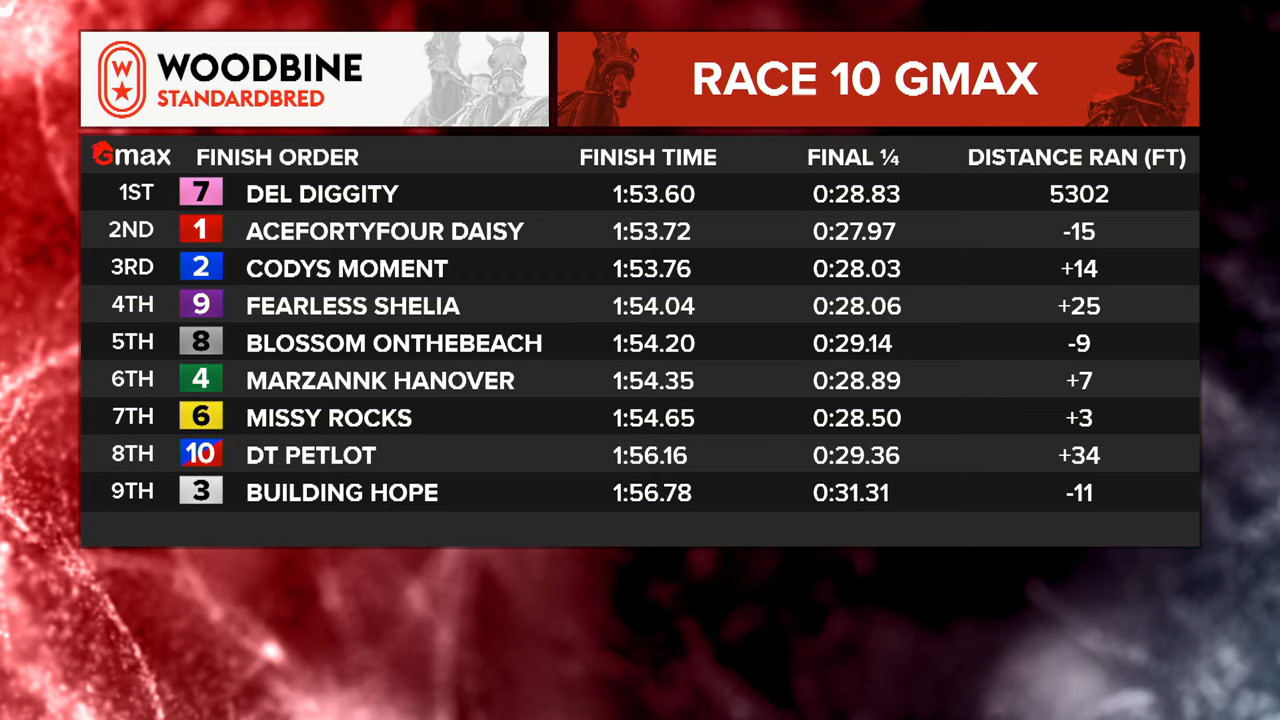 W
WOODBINE
STANDARDBRED
RACE 10 GMAX
Gmax FINISH ORDER FINISH TIME FINAL ¼ DISTANCE RAN (FT)
1ST 7 DEL DIGGITY 1:53.60 0:28.83 5302
2ND 1 ACEFORTYFOUR DAISY 1:53.72 0:27.97 -15
3RD 2 CODYS MOMENT 1:53.76 0:28.03 +14
4TH 9 FEARLESS SHELIA 1:54.04 0:28.06 +25
5TH 8 BLOSSOM ONTHEBEACH 1:54.20 0:29.14 -9
6TH 4 MARZANNK HANOVER 1:54.35 0:28.89 +7
7TH 6 MISSY ROCKS 1:54.65 0:28.50 +3
8TH 10 DT PETLOT 1:56.16 0:29.36 +34
9TH 3 BUILDING HOPE 1:56.78 0:31.31 -11